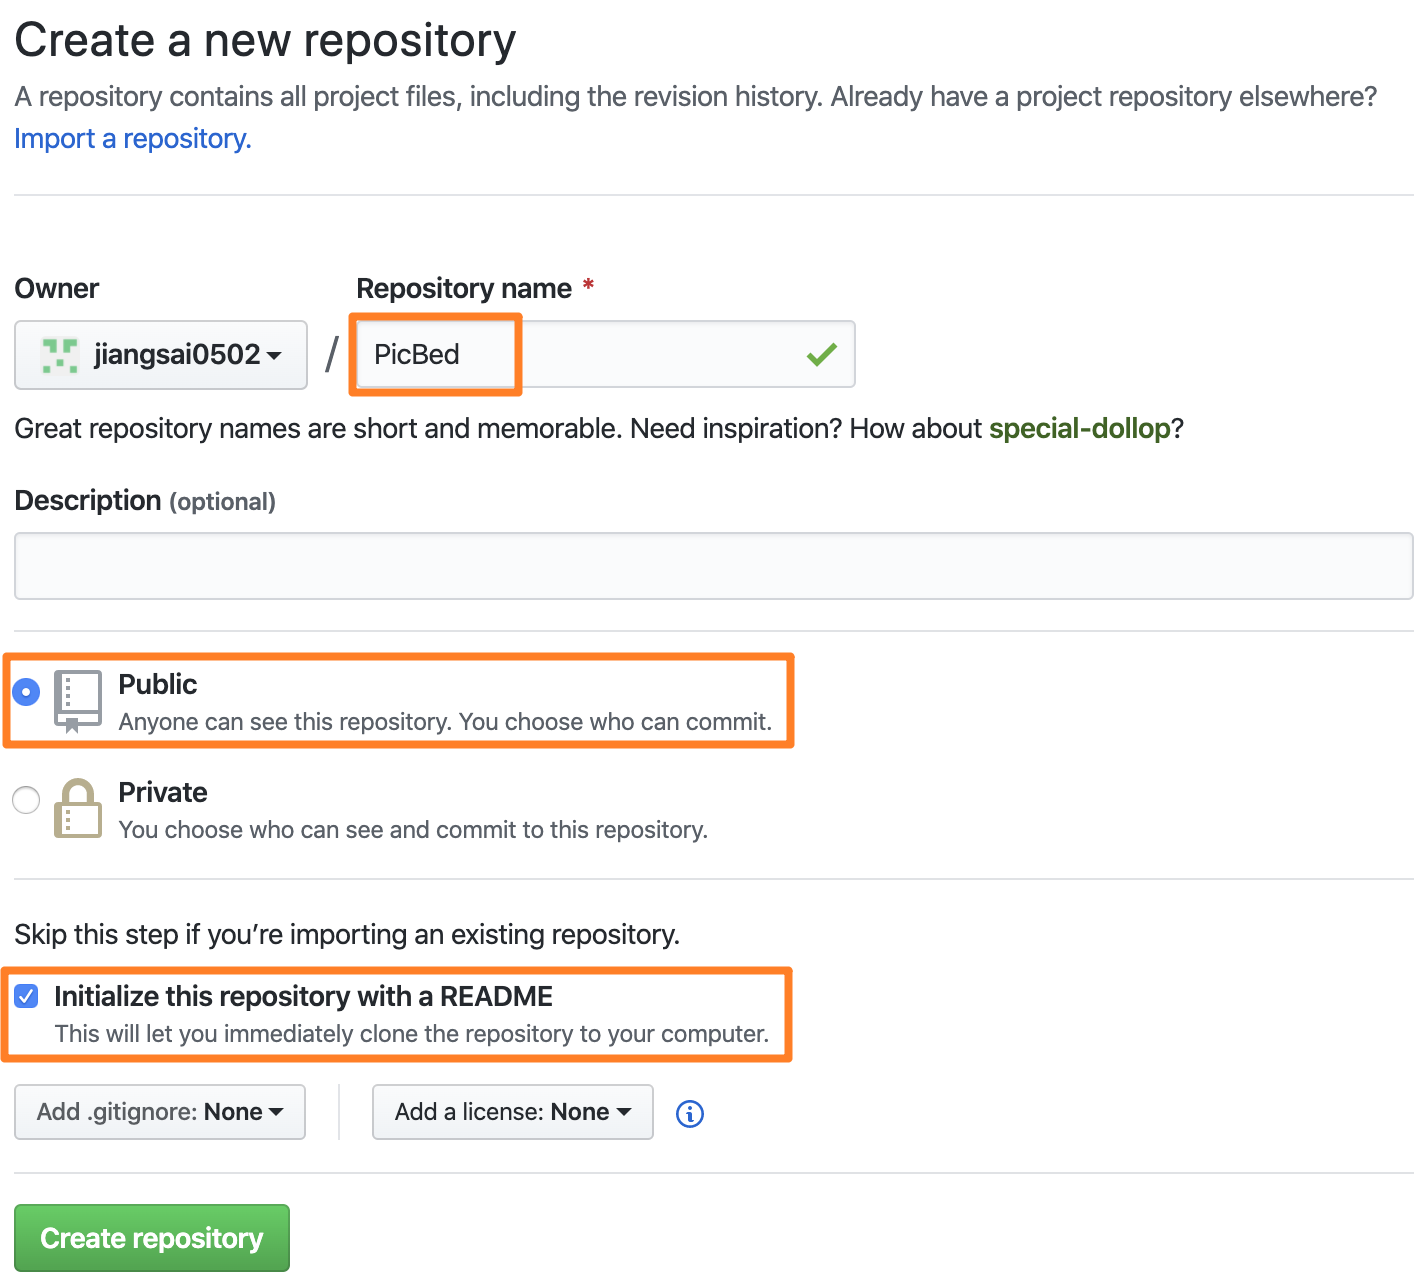 Create a new repository
A repository contains all project files, including the revision history. Already have a project repository elsewhere?
Import a repository.
Owner
Repository name *
jiangsai0502
/
PicBed
Great repository names are short and memorable. Need inspiration? How about special-dollop?
Description (optional)
Public
Anyone can see this repository. You choose who can commit.
Private
You choose who can see and commit to this repository.
Skip this step if you’re importing an existing repository.
Initialize this repository with a README
This will let you immediately clone the repository to your computer.
Add .gitignore: None
Add a license: None
Create repository